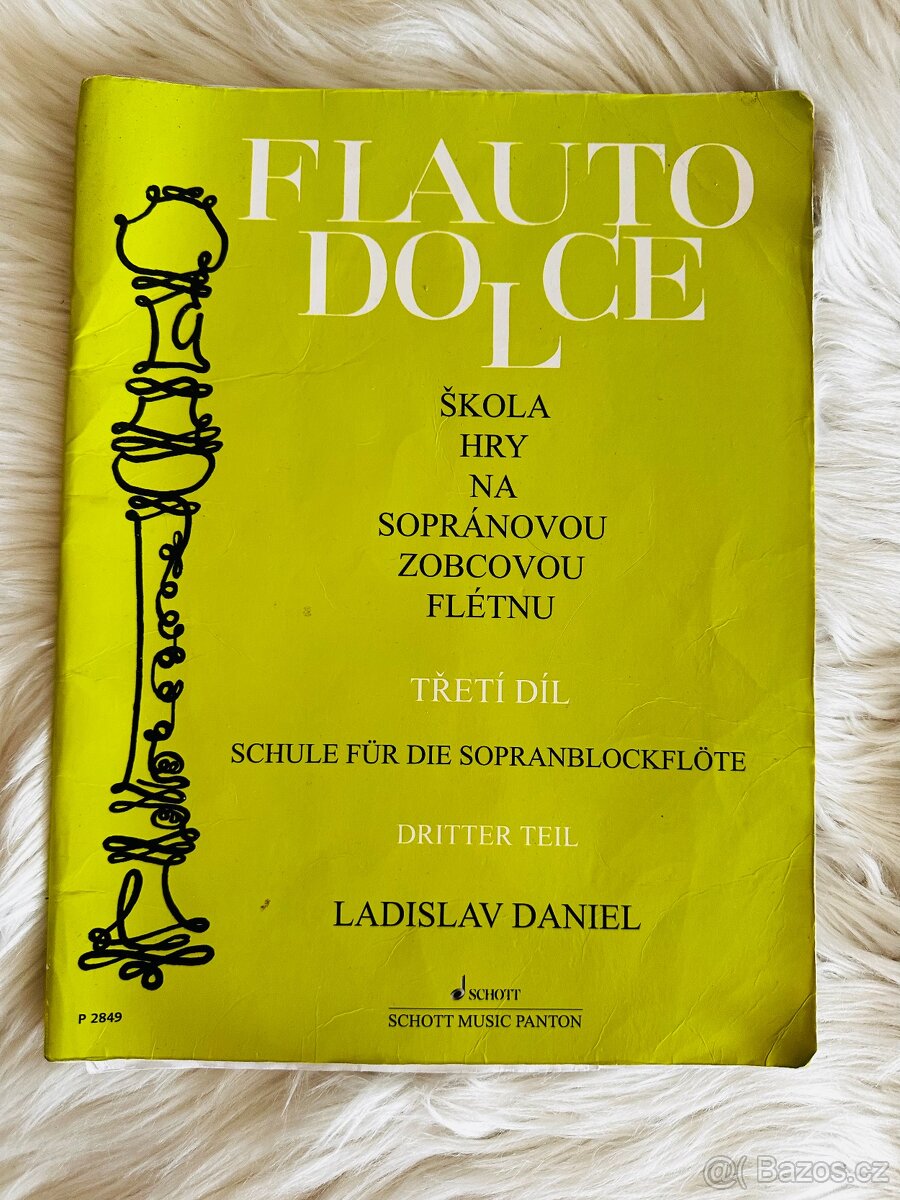 FLAUTO
DOLCE
ŠKOLA
HRY
NA
SOPRÁNOVOU
ZOBCOVOU
FLÉTNU
TŘETÍ DÍL
SCHULE FÜR DIE SOPRANBLOCKFLÖTE
DRITTER TEIL
LADISLAV DANIEL
SCHOTT
SCHOTT MUSIC PANTON
P 2849
@ Bazos.cz